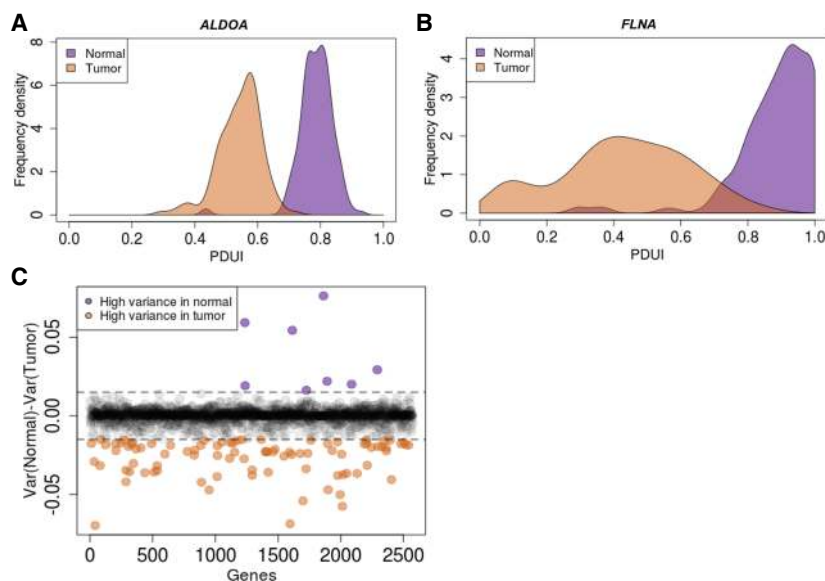 A
ALDOA
Normal
Tumor
Frequency density
8
6
4
2
0
0.0 0.2 0.4 0.6 0.8 1.0
PDUI
B
FLNA
Normal
Tumor
Frequency density
4
3
2
1
0
0.0 0.2 0.4 0.6 0.8 1.0
PDUI
C
High variance in normal
High variance in tumor
Var(Normal)-Var(Tumor)
0.05
0.00
-0.05
0 500 1000 1500 2000 2500
Genes